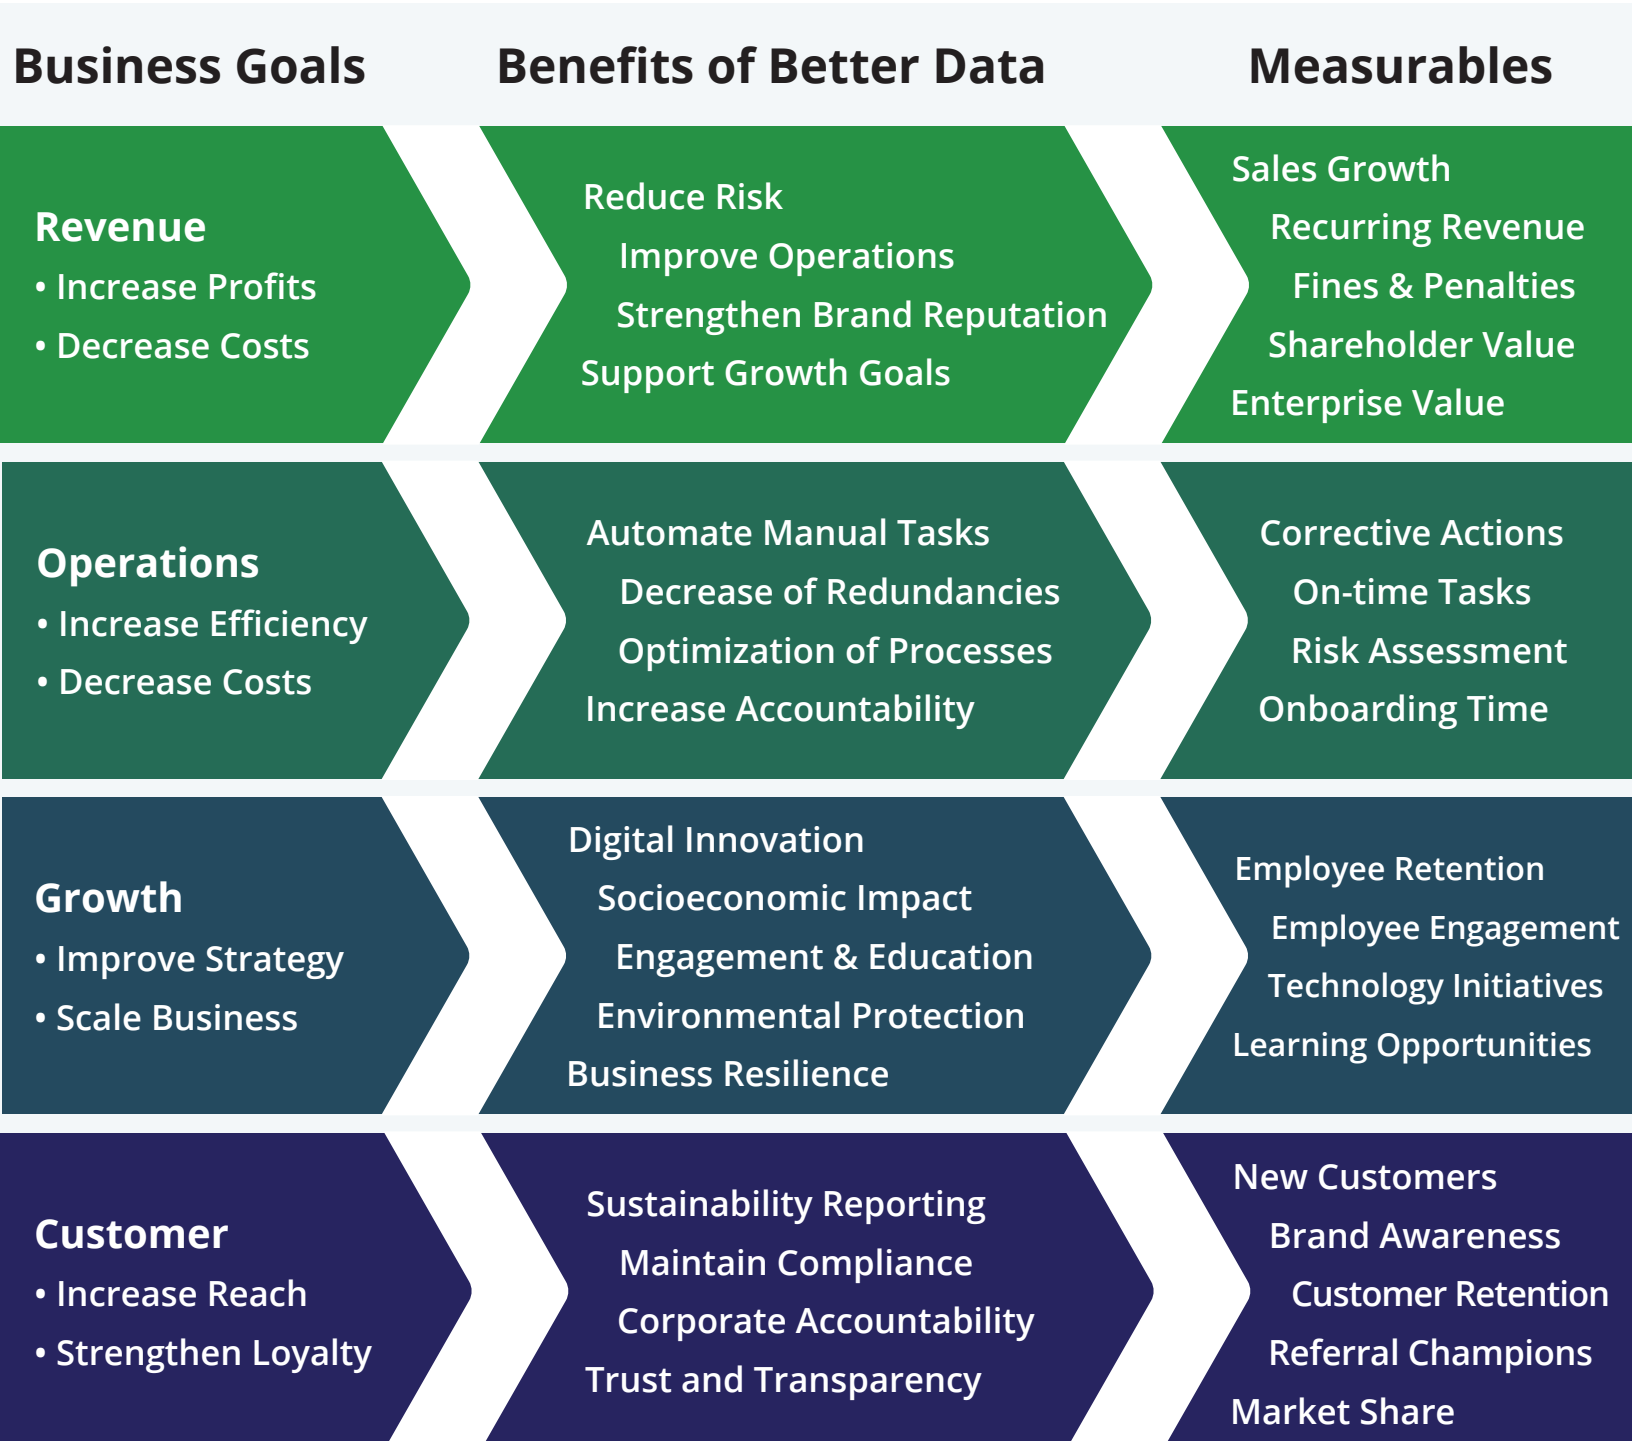 Business Goals
Benefits of Better Data
Measurables
Revenue
• Increase Profits
• Decrease Costs
Reduce Risk
Improve Operations
Strengthen Brand Reputation
Support Growth Goals
Sales Growth
Recurring Revenue
Fines & Penalties
Shareholder Value
Enterprise Value
Operations
• Increase Efficiency
• Decrease Costs
Automate Manual Tasks
Decrease of Redundancies
Optimization of Processes
Increase Accountability
Corrective Actions
On-time Tasks
Risk Assessment
Onboarding Time
Growth
• Improve Strategy
• Scale Business
Digital Innovation
Socioeconomic Impact
Engagement & Education
Environmental Protection
Business Resilience
Employee Retention
Employee Engagement
Technology Initiatives
Learning Opportunities
Customer
• Increase Reach
• Strengthen Loyalty
Sustainability Reporting
Maintain Compliance
Corporate Accountability
Trust and Transparency
New Customers
Brand Awareness
Customer Retention
Referral Champions
Market Share